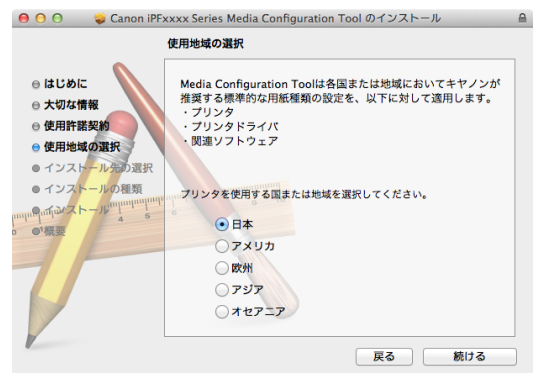 Canon iPFxxxx Series Media Configuration Tool のインストール
使用地域の選択
はじめに
大切な情報
使用許諾契約
使用地域の選択
インストール先の選択
インストールの種類
インストール
概要
Media Configuration Toolは各国または地域においてキヤノンが
推奨する標準的な用紙種類の設定を、以下に対して適用します。
・プリンタ
・プリンタドライバ
・関連ソフトウェア
プリンタを使用する国または地域を選択してください。
日本
アメリカ
欧州
アジア
オセアニア
戻る
続ける